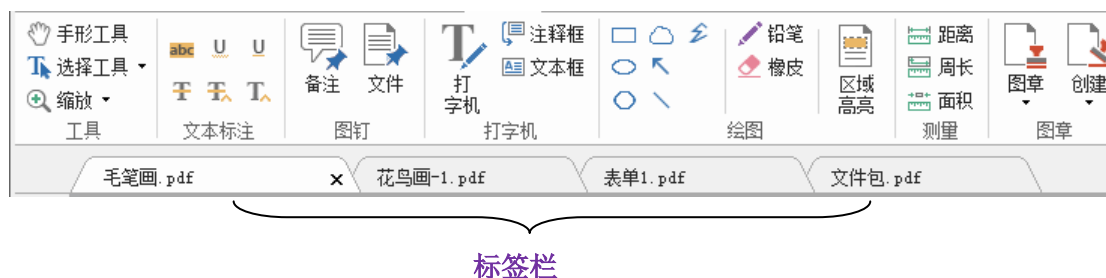 手形工具
选择工具
缩放
工具
abc U U
T T T
文本标注
备注
文件
图钉
打
字机
注释框
文本框
打字机
铅笔
橡皮
区域
高亮
绘图
距离
周长
面积
测量
图章
创建
图章
毛笔画.pdf x 花鸟画-1.pdf 表单1.pdf 文件包.pdf
标签栏